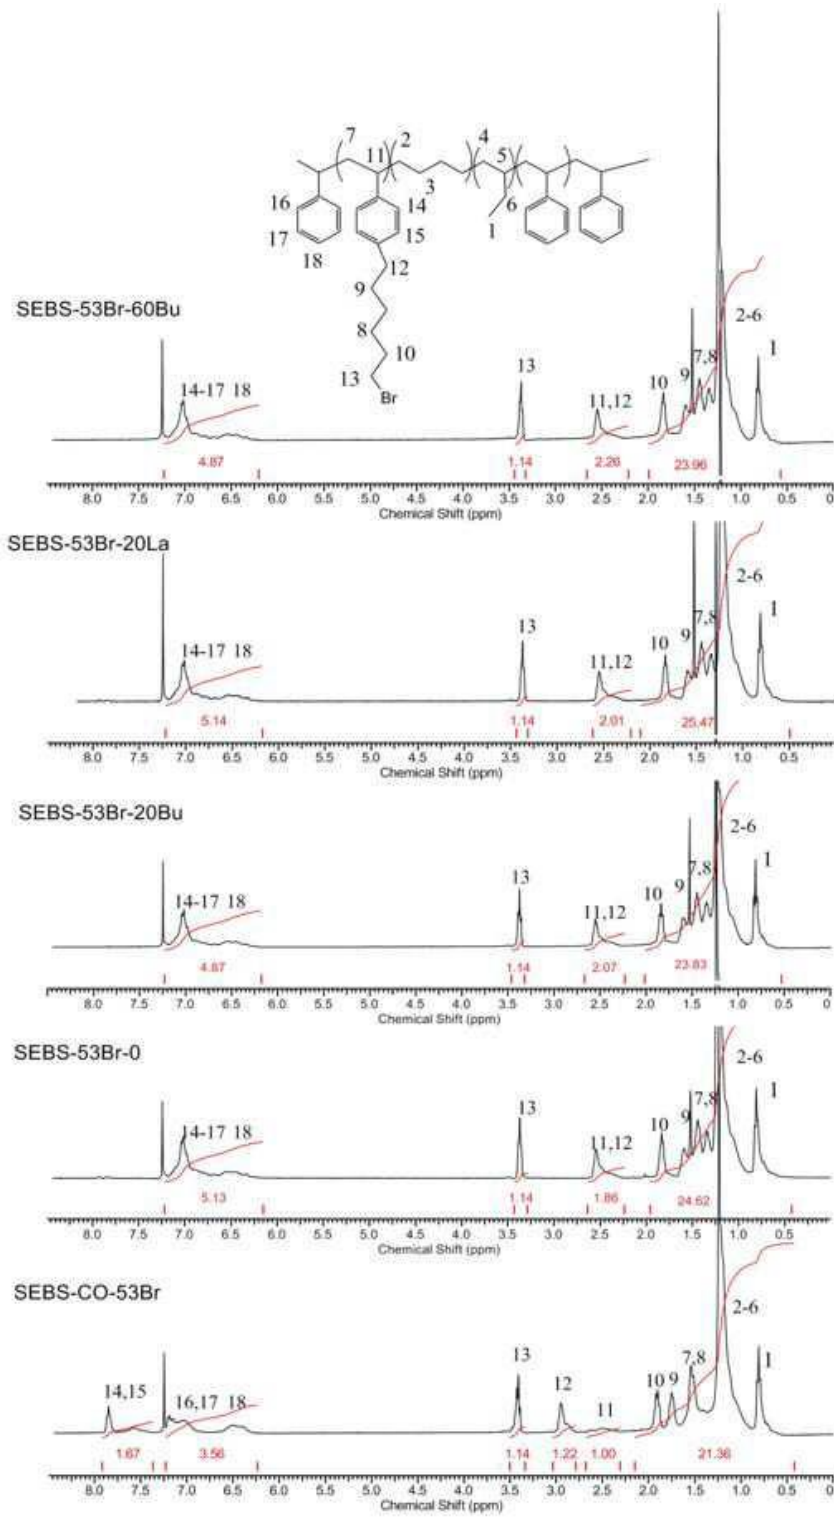 7 2 4
11 5
3
16 14 6
17 15 1
18 12
9
8
10
13
Br
SEBS-53Br-60Bu
14-17 18
13
11,12
10
9
7,8
2-6
1
4.87 1.14 2.26 23.96
8.0 7.5 7.0 6.5 6.0 5.5 5.0 4.5 4.0 3.5 3.0 2.5 2.0 1.5 1.0 0.5 0
Chemical Shift (ppm)
SEBS-53Br-20La
14-17 18
13
11,12
10
9
7,8
2-6
1
5.14 1.14 2.01 25.47
8.0 7.5 7.0 6.5 6.0 5.5 5.0 4.5 4.0 3.5 3.0 2.5 2.0 1.5 1.0 0.5 0
Chemical Shift (ppm)
SEBS-53Br-20Bu
14-17 18
13
11,12
10
9
7,8
2-6
1
4.87 1.14 2.07 23.83
8.0 7.5 7.0 6.5 6.0 5.5 5.0 4.5 4.0 3.5 3.0 2.5 2.0 1.5 1.0 0.5 0
Chemical Shift (ppm)
SEBS-53Br-0
14-17 18
13
11,12
10
9
7,8
2-6
1
5.13 1.14 1.86 24.62
8.0 7.5 7.0 6.5 6.0 5.5 5.0 4.5 4.0 3.5 3.0 2.5 2.0 1.5 1.0 0.5 0
Chemical Shift (ppm)
SEBS-CO-53Br
14,15
16,17 18
13
12
11
10 9
7,8
2-6
1
1.67 3.56 1.14 1.22 1.00 21.36
8.0 7.5 7.0 6.5 6.0 5.5 5.0 4.5 4.0 3.5 3.0 2.5 2.0 1.5 1.0 0.5 0
Chemical Shift (ppm)